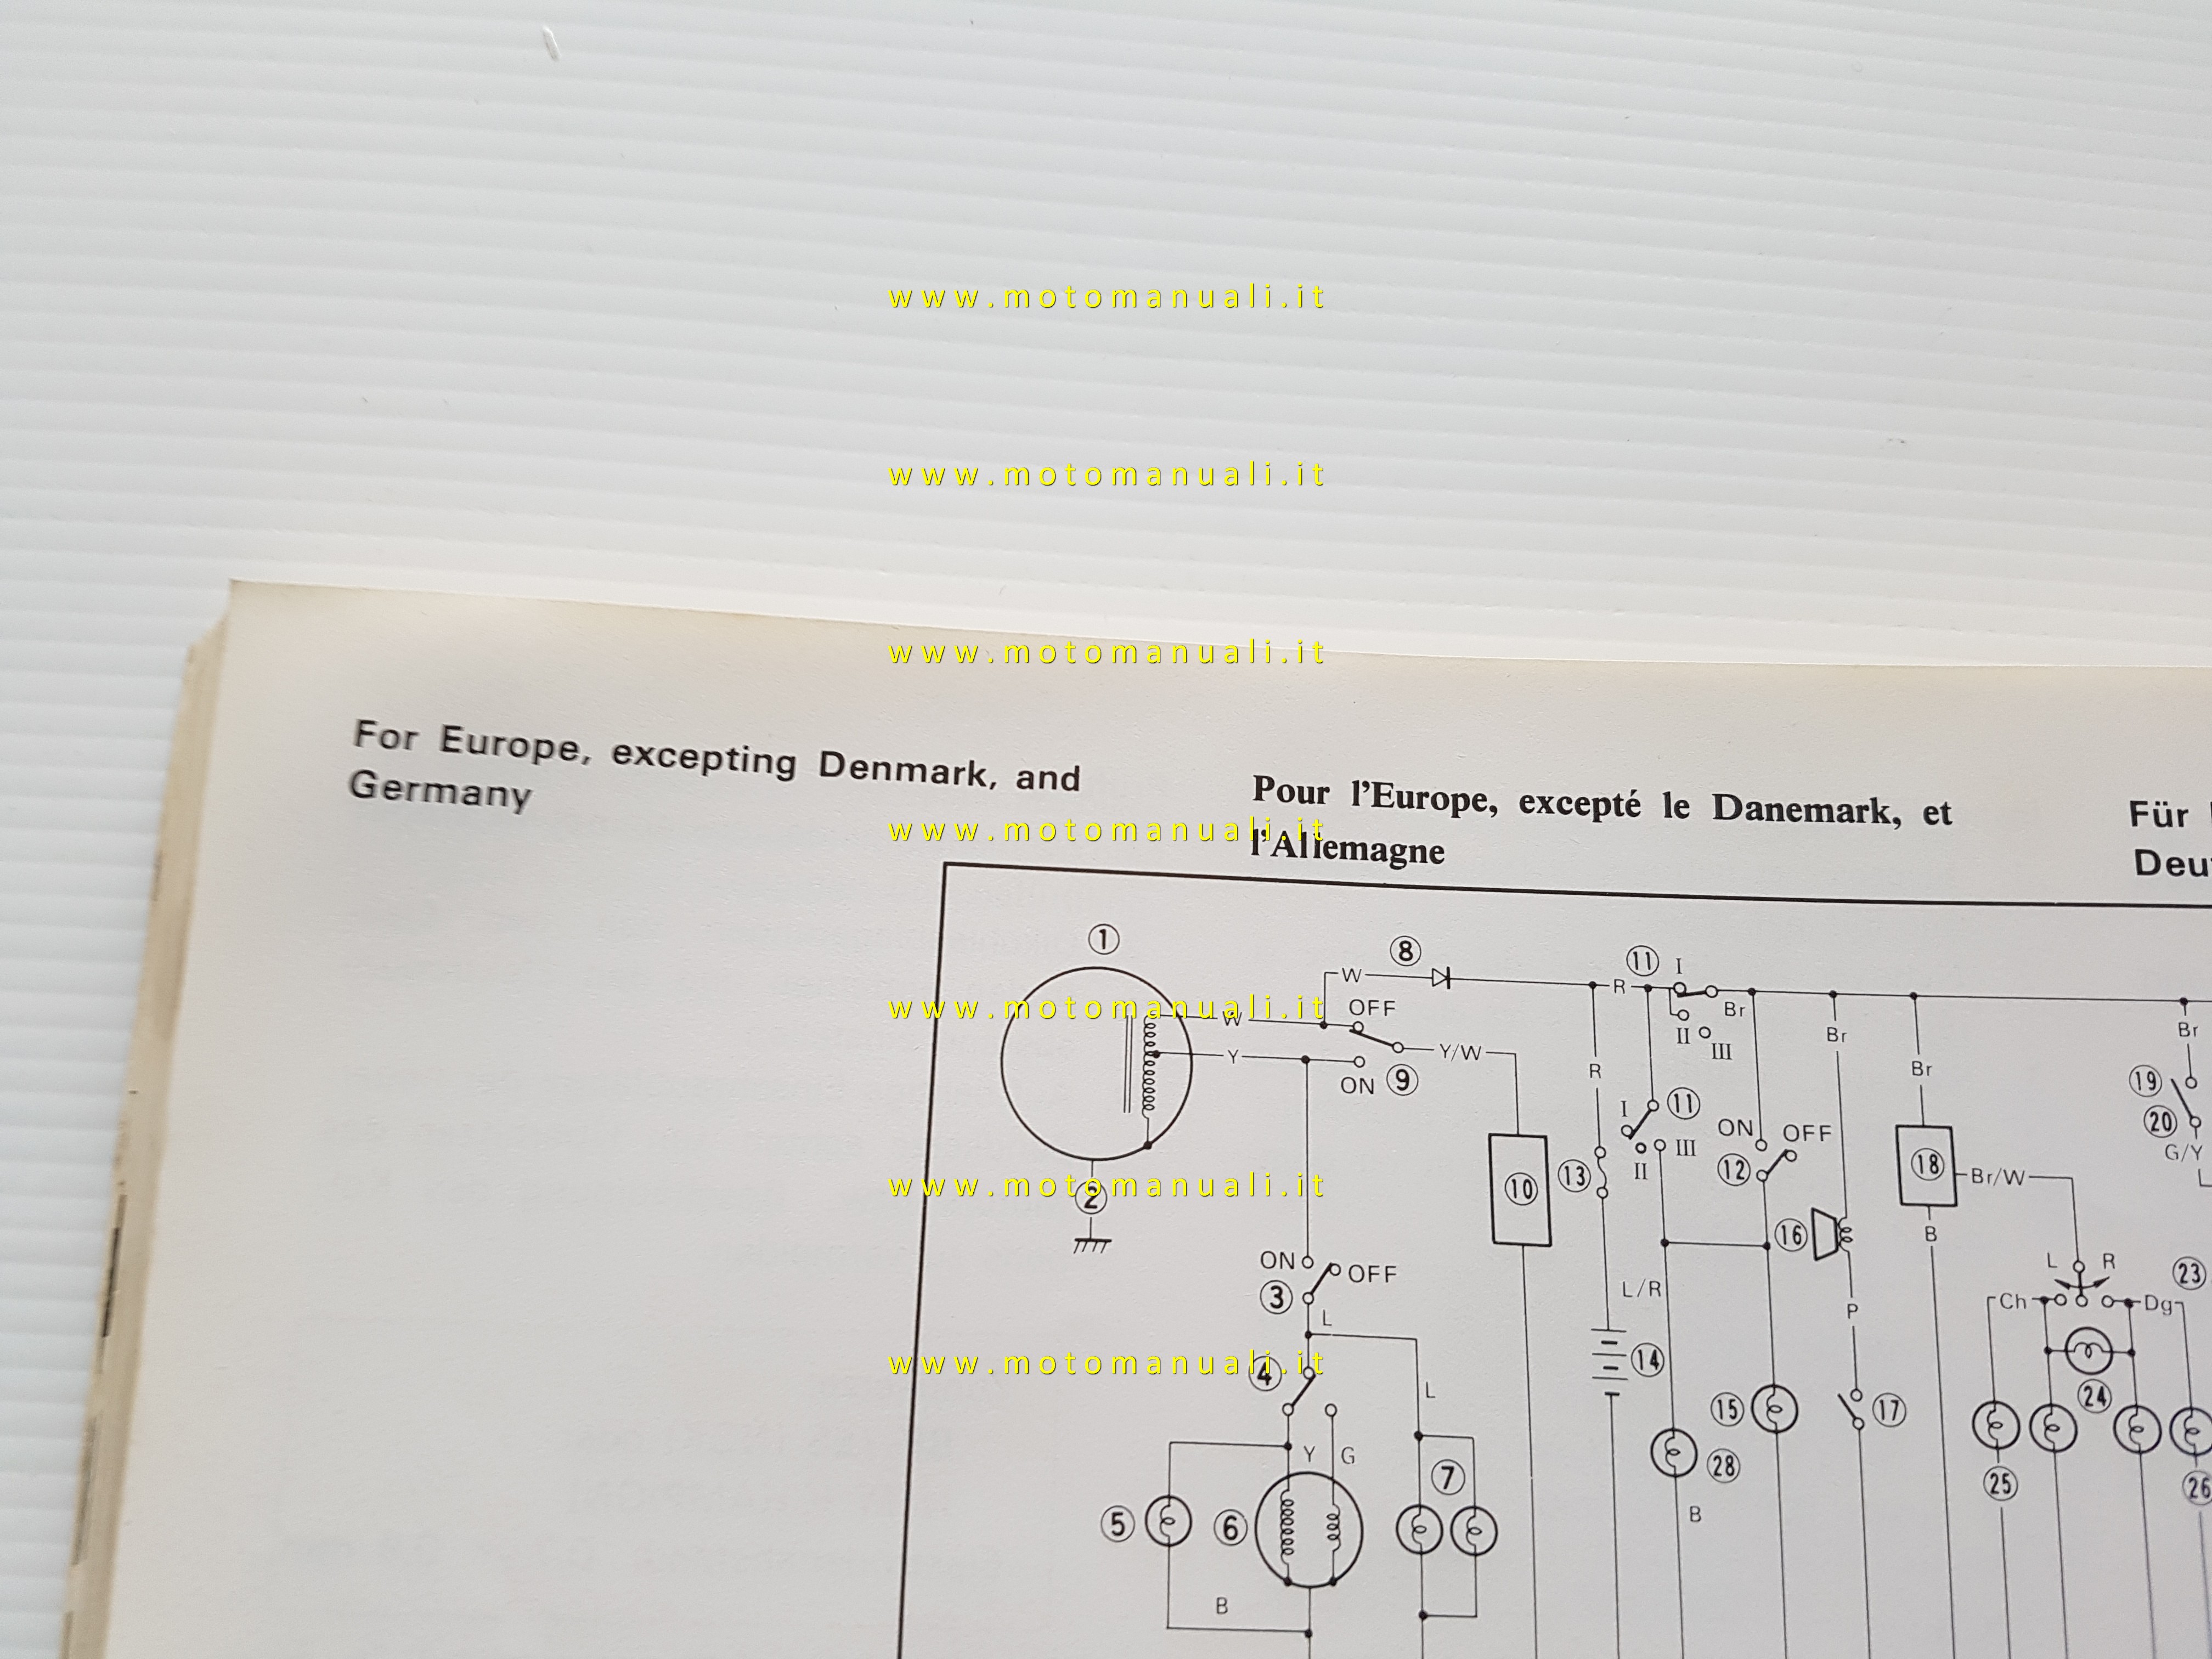 www.motomanuali.it
www.motomanuali.it
www.motomanuali.it
For Europe, excepting Denmark, and
Germany
Pour l'Europe, excepté le Danemark, et
l'Allemagne
Für
www.motomanuali.it
www.motomanuali.it
www.motomanuali.it
www.motomanuali.it
1
2
W
Y
W
8
OFF
ON
9
Y/W
10
R
11
I
II
III
Br
R
I
11
II
III
13
14
ON
OFF
12
L/R
15
28
B
Br
16
P
17
Br
18
Br/W
B
Br
19
20
G/Y
L
R
Ch
Dg
23
24
25
26
ON
OFF
3
L
4
L
Y
G
5
6
7
B